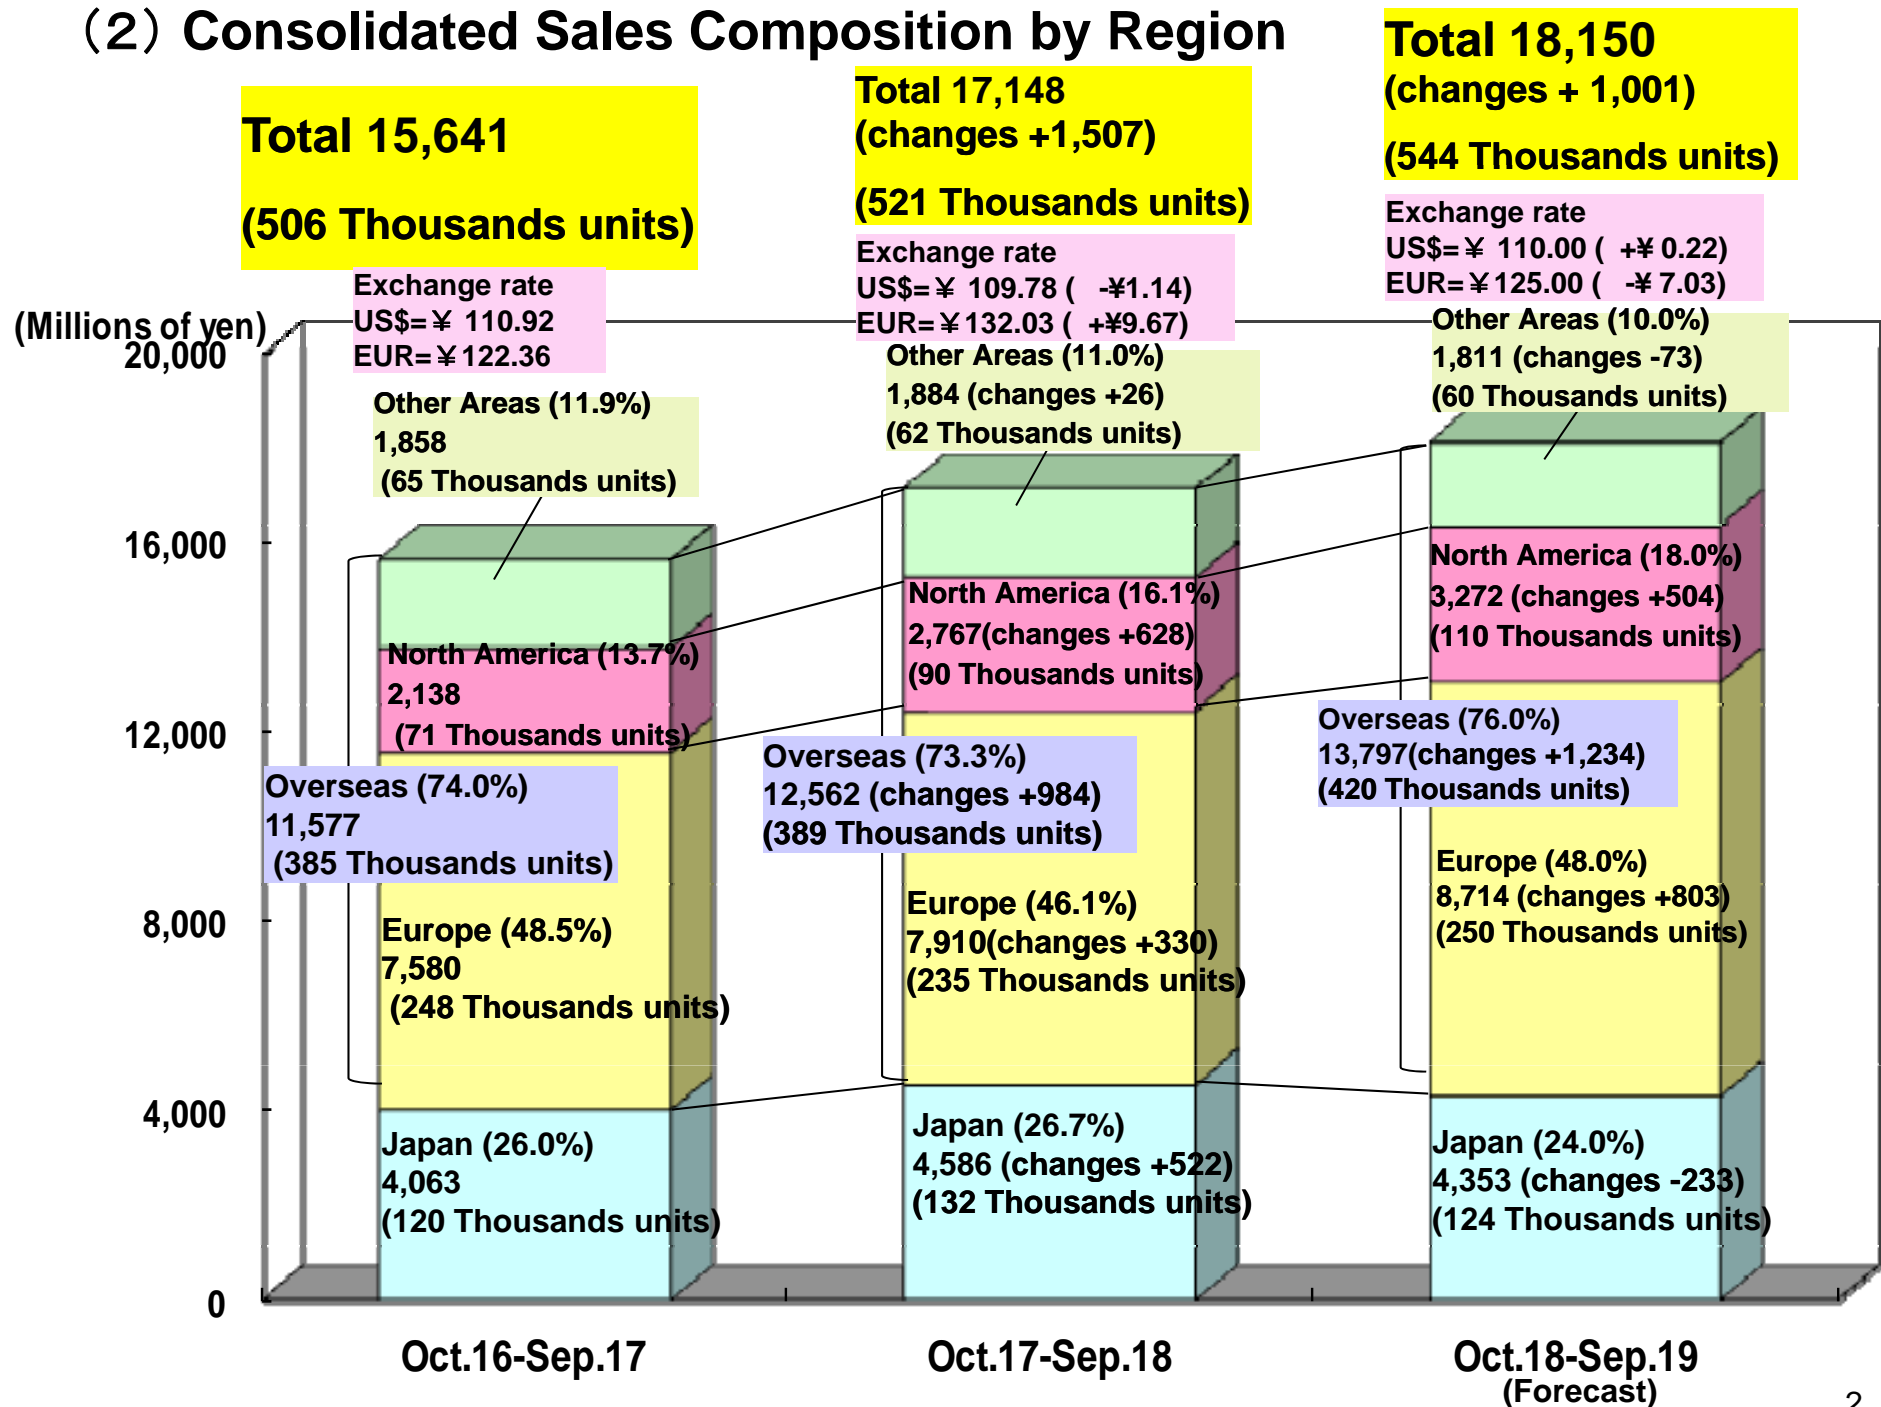 （2）Consolidated Sales Composition by Region
Total 15,641
(506 Thousands units)
Total 17,148
(changes +1,507)
(521 Thousands units)
Total 18,150
(changes + 1,001)
(544 Thousands units)
Exchange rate
US$=￥ 110.92
EUR=￥122.36
Exchange rate
US$=￥ 109.78 ( -¥1.14)
EUR=￥132.03 ( +¥9.67)
Exchange rate
US$=￥ 110.00 ( +¥ 0.22)
EUR=￥125.00 ( -¥ 7.03)
(Millions of yen)
20,000
16,000
12,000
8,000
4,000
0
Other Areas (11.9%)
1,858
(65 Thousands units)
North America (13.7%)
2,138
(71 Thousands units)
Overseas (74.0%)
11,577
(385 Thousands units)
Europe (48.5%)
7,580
(248 Thousands units)
Japan (26.0%)
4,063
(120 Thousands units)
Other Areas (11.0%)
1,884 (changes +26)
(62 Thousands units)
North America (16.1%)
2,767(changes +628)
(90 Thousands units)
Overseas (73.3%)
12,562 (changes +984)
(389 Thousands units)
Europe (46.1%)
7,910(changes +330)
(235 Thousands units)
Japan (26.7%)
4,586 (changes +522)
(132 Thousands units)
Other Areas (10.0%)
1,811 (changes -73)
(60 Thousands units)
North America (18.0%)
3,272 (changes +504)
(110 Thousands units)
Overseas (76.0%)
13,797(changes +1,234)
(420 Thousands units)
Europe (48.0%)
8,714 (changes +803)
(250 Thousands units)
Japan (24.0%)
4,353 (changes -233)
(124 Thousands units)
Oct.16-Sep.17
Oct.17-Sep.18
Oct.18-Sep.19
(Forecast)
2